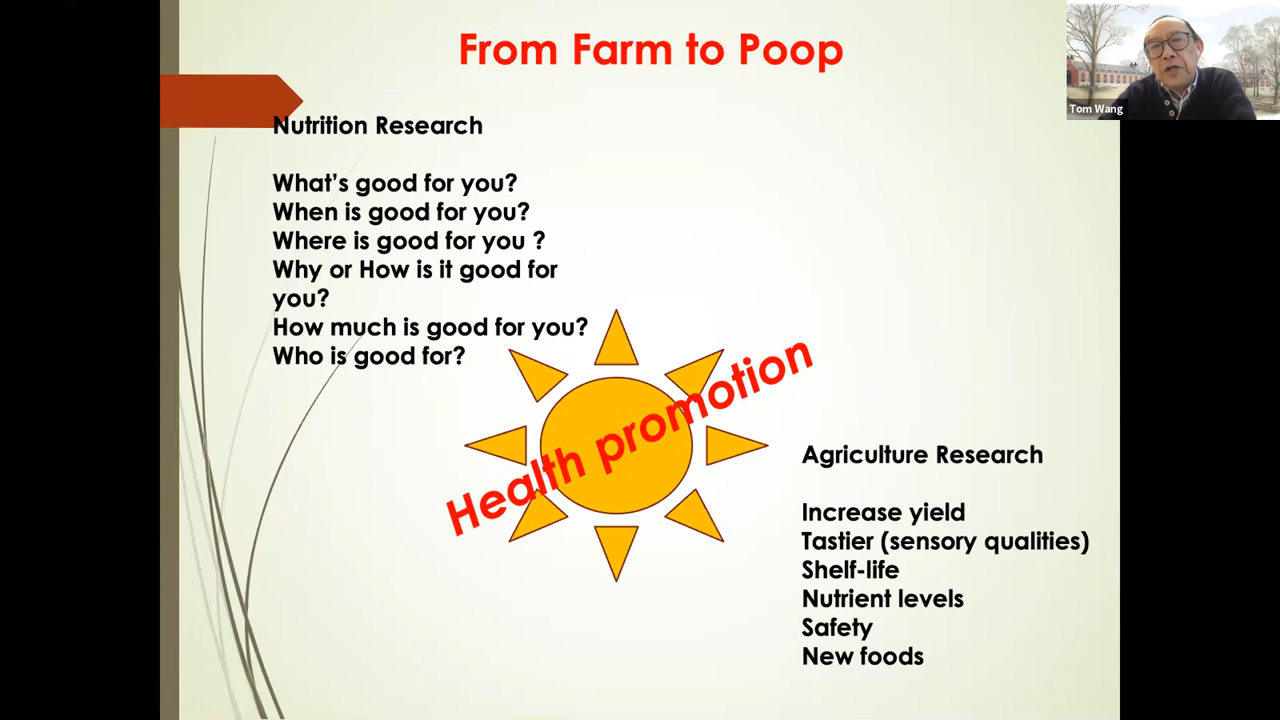 From Farm to Poop
Tom Wang
Nutrition Research
What's good for you?
When is good for you?
Where is good for you ?
Why or How is it good for
you?
How much is good for you?
Who is good for?
Health promotion
Agriculture Research
Increase yield
Tastier (sensory qualities)
Shelf-life
Nutrient levels
Safety
New foods